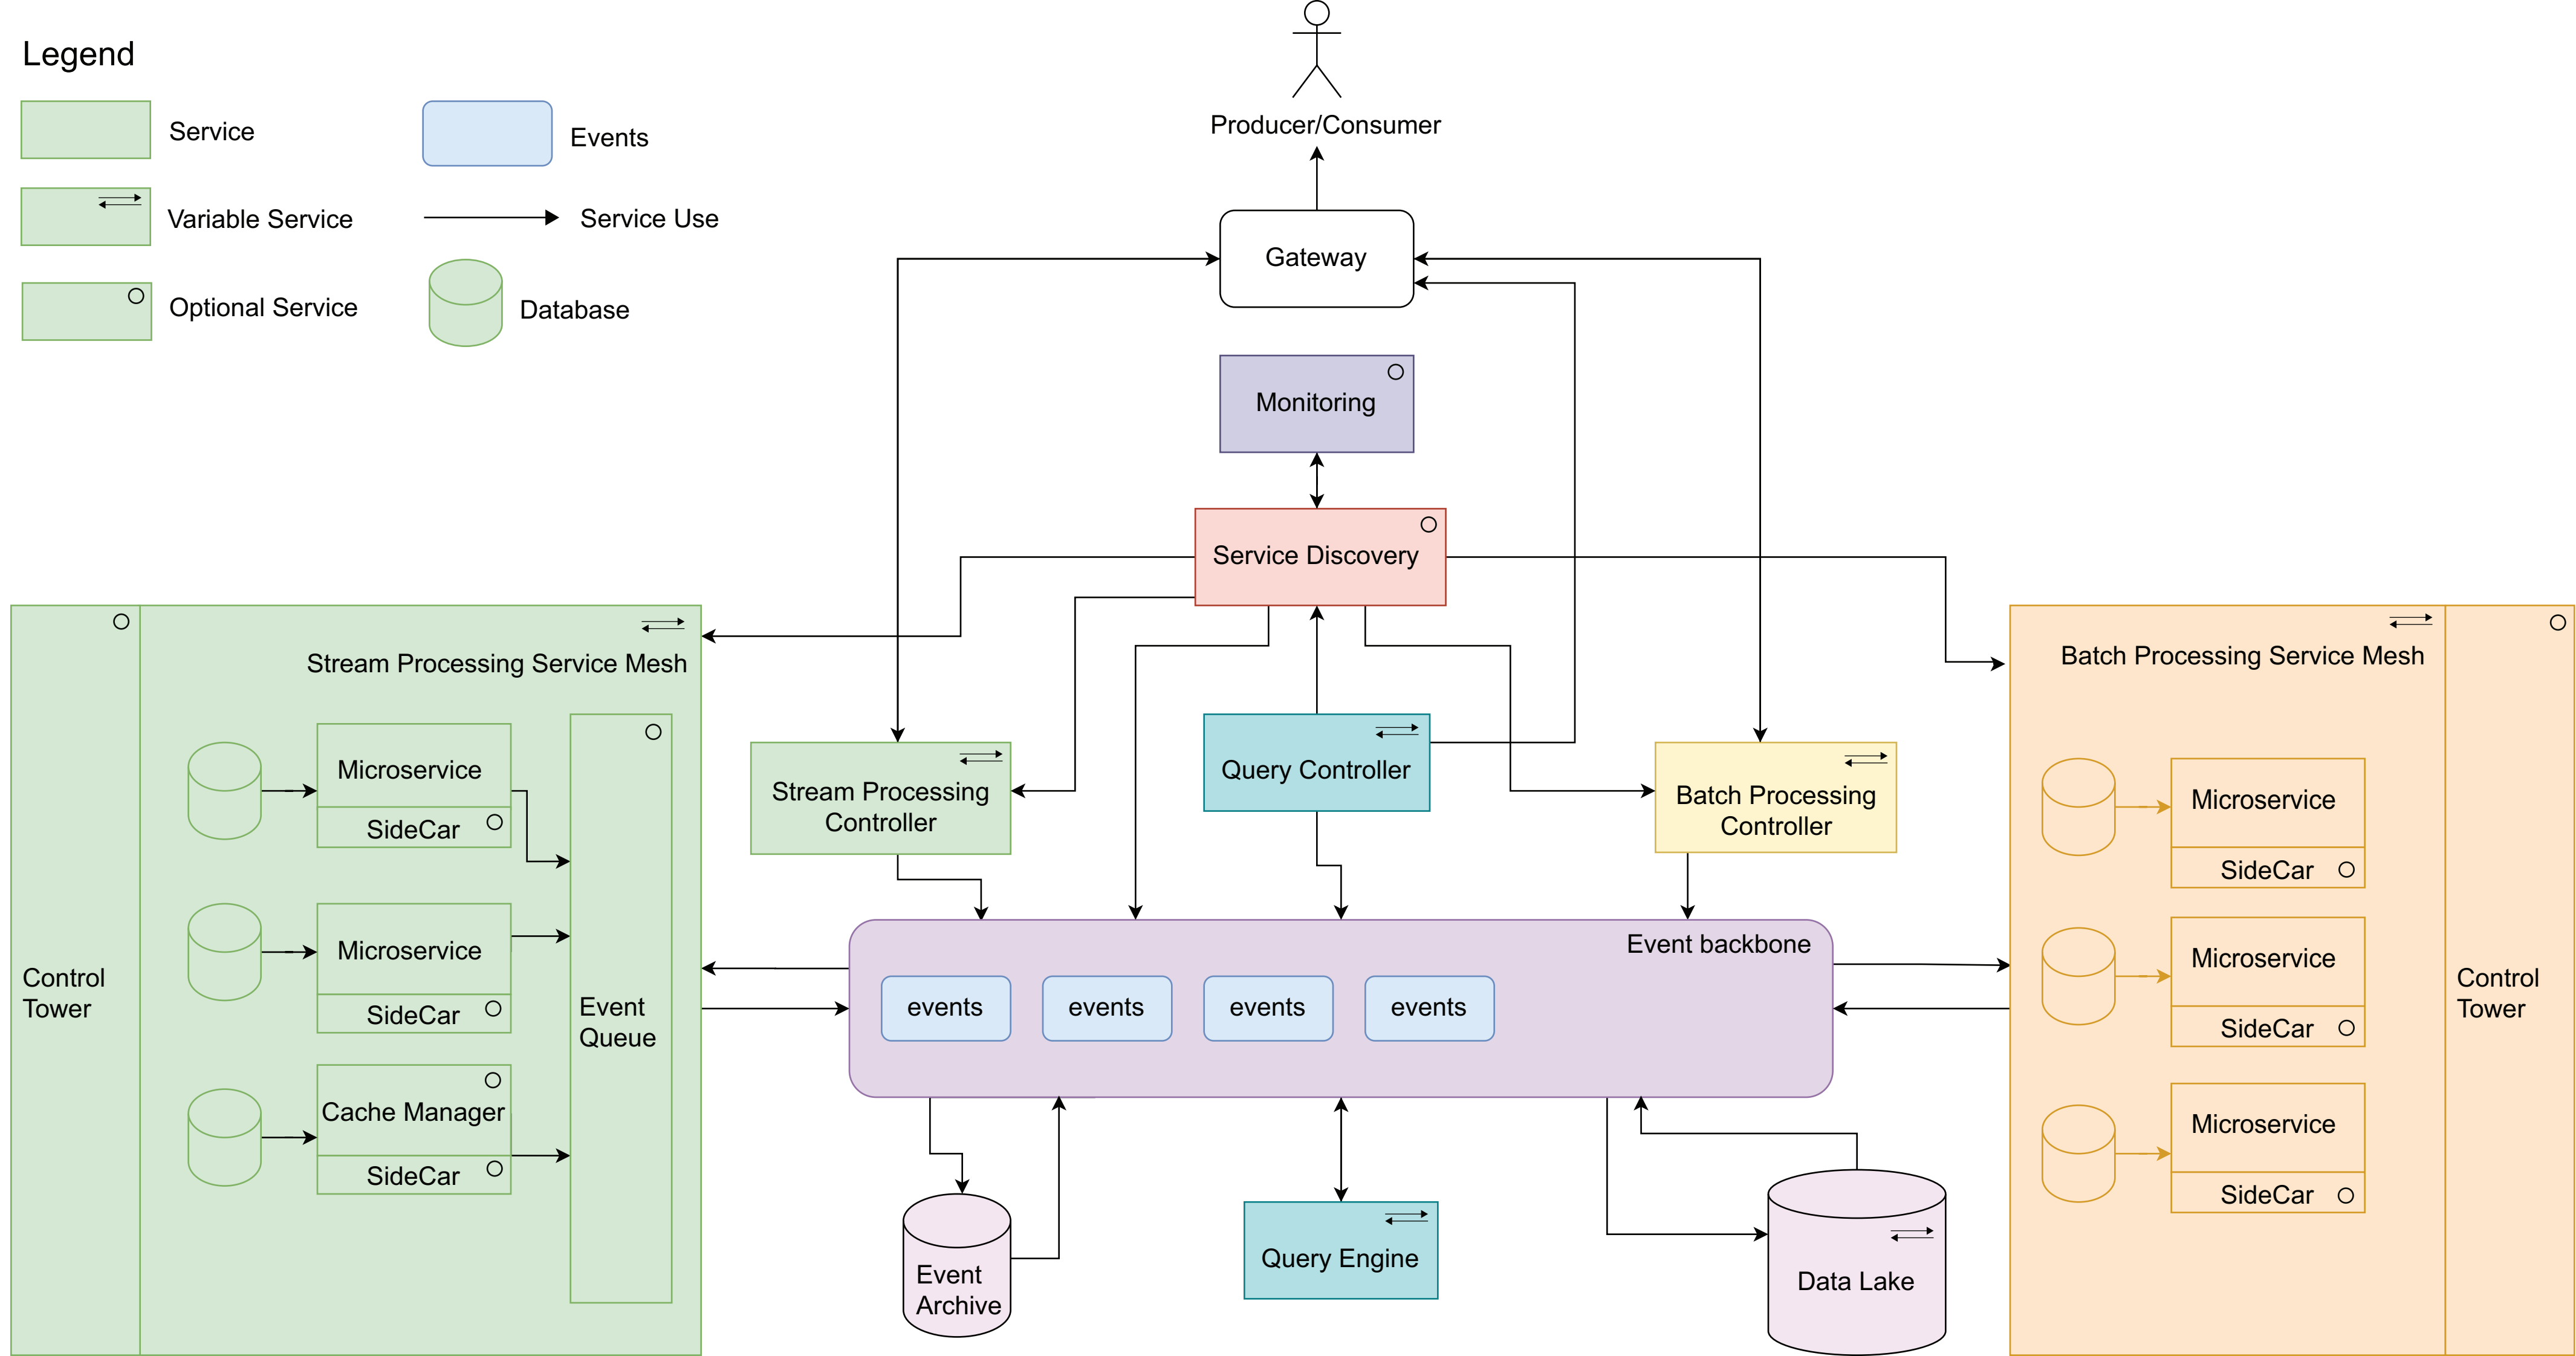 Legend
Service
Events
Variable Service
Service Use
Optional Service
Database
Producer/Consumer
Gateway
Monitoring
Service Discovery
Control
Tower
Stream Processing Service Mesh
Microservice
SideCar
Microservice
SideCar
Cache Manager
SideCar
Event
Queue
Stream Processing
Controller
Query Controller
Batch Processing
Controller
Event backbone
events
events
events
events
Event
Archive
Query Engine
Data Lake
Batch Processing Service Mesh
Microservice
SideCar
Microservice
SideCar
Microservice
SideCar
Control
Tower